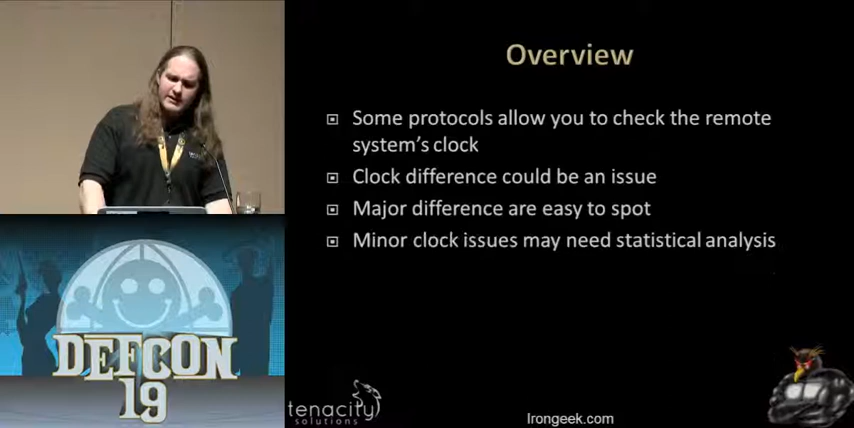 Overview
Some protocols allow you to check the remote
system's clock
Clock difference could be an issue
Major difference are easy to spot
Minor clock issues may need statistical analysis
DEFCON
19
tenacity
solutions
Irongeek.com